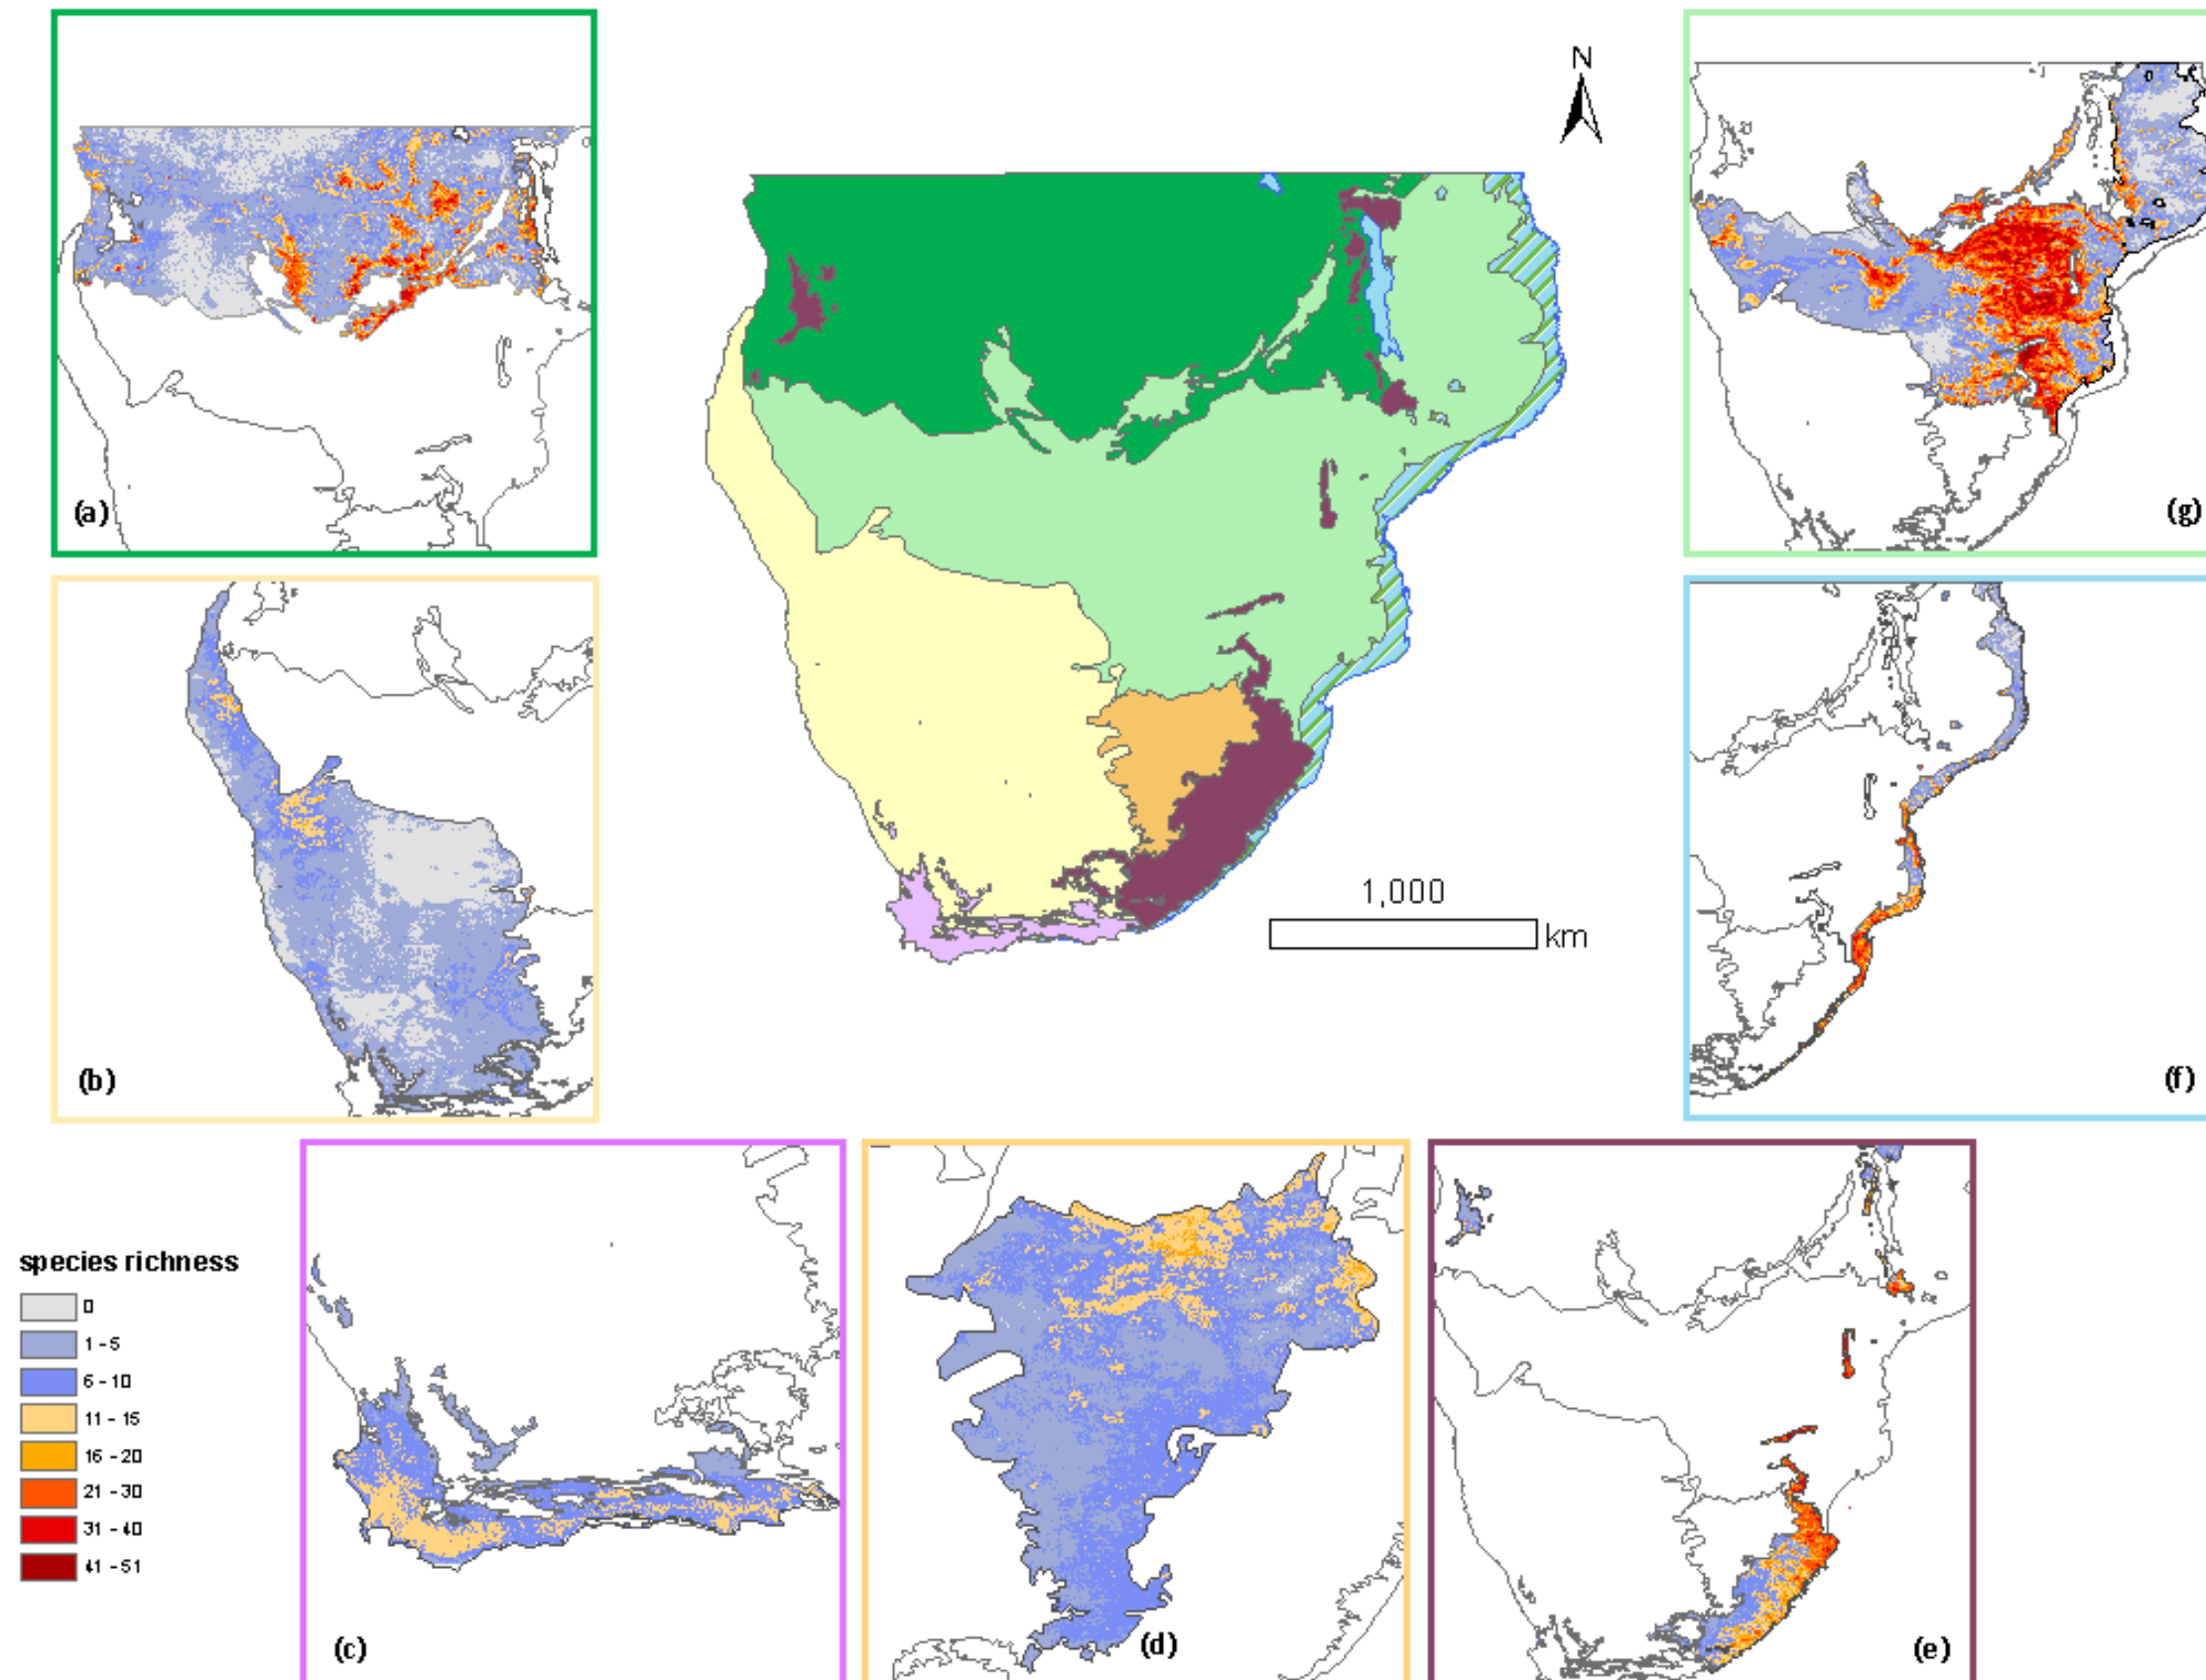 N
(a)
(g)
1,000
km
(b)
(f)
species richness
0
1 - 5
6 - 10
11 - 15
16 - 20
21 - 30
31 - 40
41 - 51
(c)
(d)
(e)